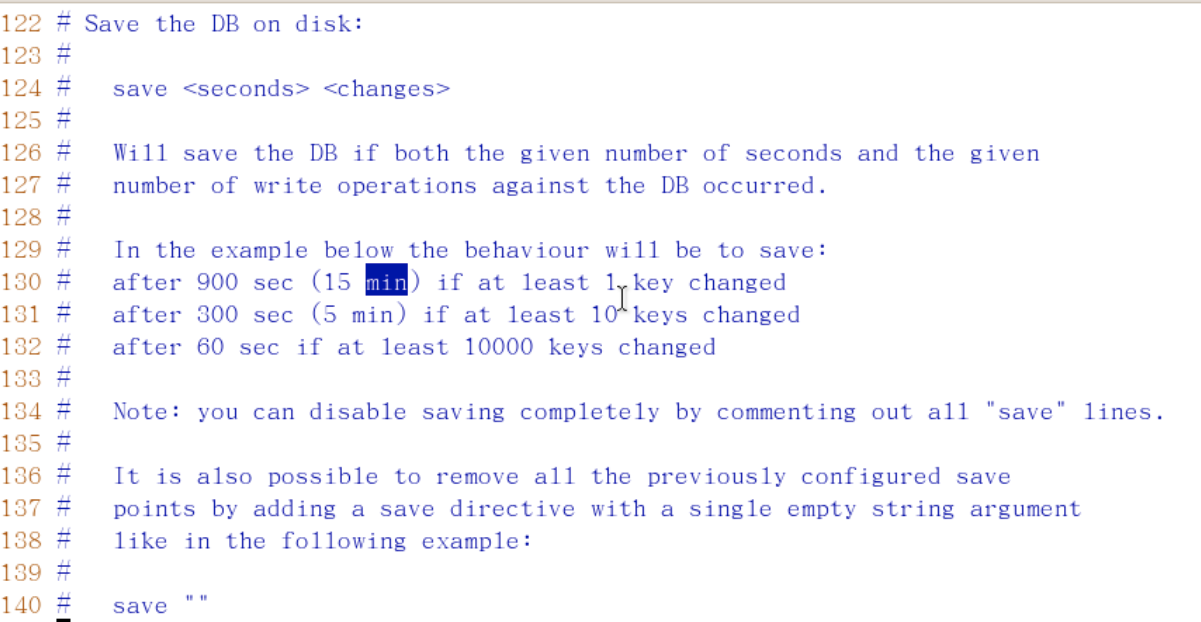 122 # Save the DB on disk:
123 #
124 #   save <seconds> <changes>
125 #
126 #   Will save the DB if both the given number of seconds and the given
127 #   number of write operations against the DB occurred.
128 #
129 #   In the example below the behaviour will be to save:
130 #   after 900 sec (15 min) if at least 1 key changed
131 #   after 300 sec (5 min) if at least 10 keys changed
132 #   after 60 sec if at least 10000 keys changed
133 #
134 #   Note: you can disable saving completely by commenting out all "save" lines.
135 #
136 #   It is also possible to remove all the previously configured save
137 #   points by adding a save directive with a single empty string argument
138 #   like in the following example:
139 #
140 #   save ""